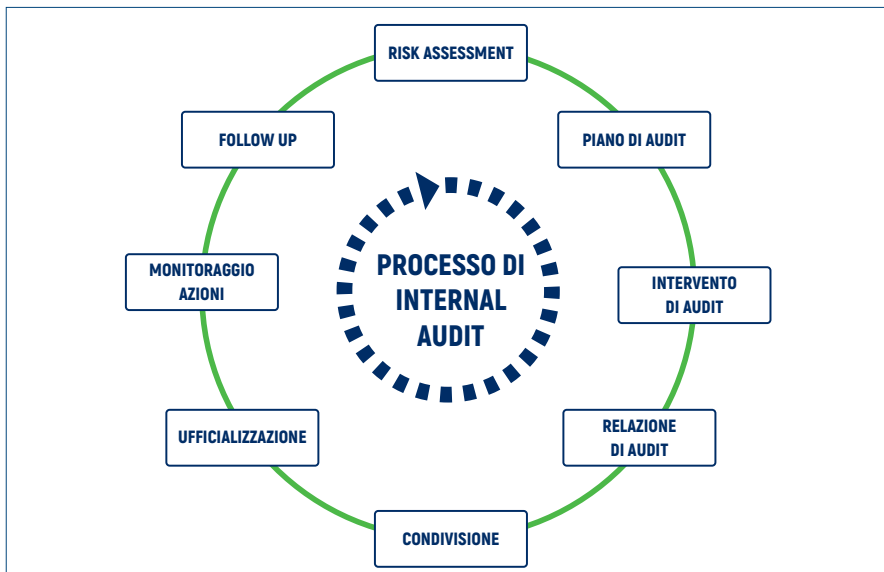 RISK ASSESSMENT
FOLLOW UP
PIANO DI AUDIT
PROCESSO DI
INTERNAL
AUDIT
MONITORAGGIO
AZIONI
INTERVENTO
DI AUDIT
UFFICIALIZZAZIONE
RELAZIONE
DI AUDIT
CONDIVISIONE